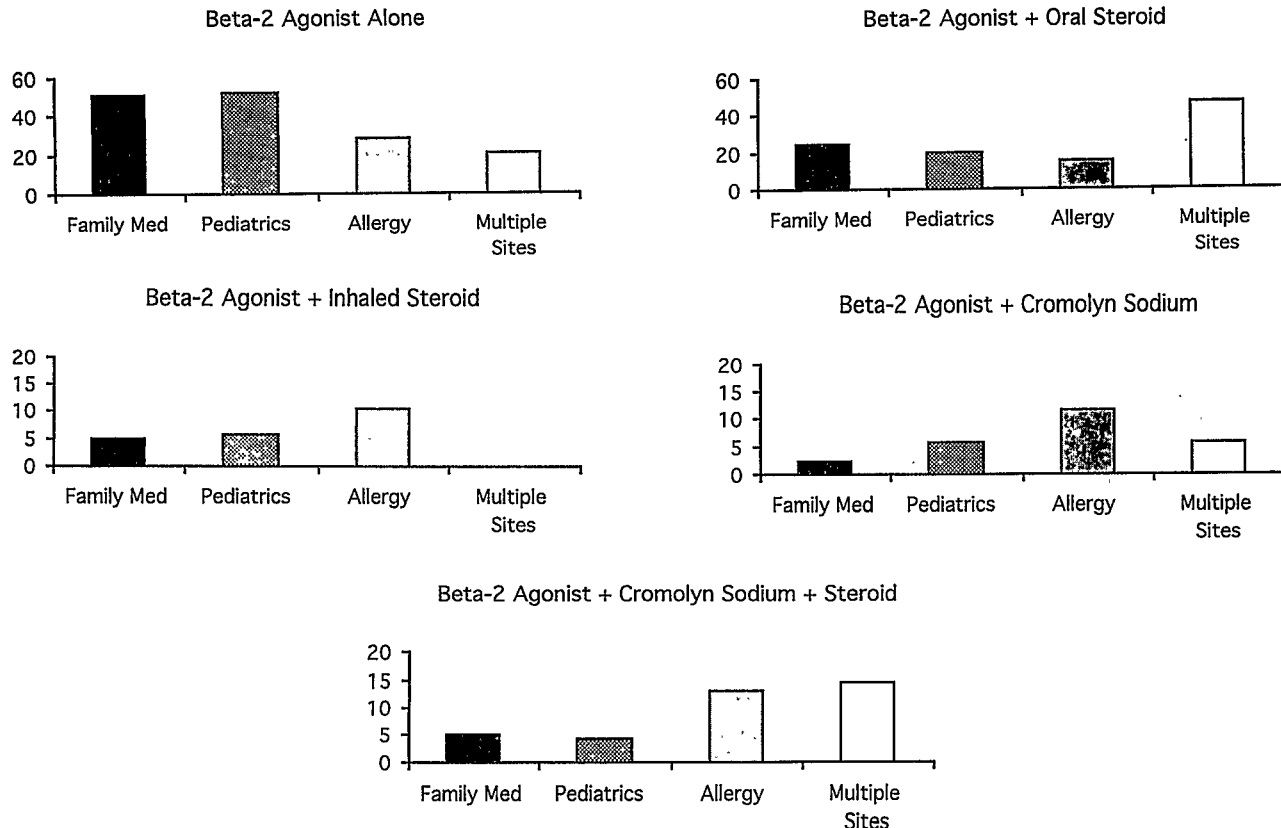 Beta-2 Agonist Alone
60
40
20
0
Family Med Pediatrics Allergy Multiple
Sites
Beta-2 Agonist + Oral Steroid
60
40
20
0
Family Med Pediatrics Allergy Multiple
Sites
Beta-2 Agonist + Inhaled Steroid
20
15
10
5
0
Family Med Pediatrics Allergy Multiple
Sites
Beta-2 Agonist + Cromolyn Sodium
20
15
10
5
0
Family Med Pediatrics Allergy Multiple
Sites
Beta-2 Agonist + Cromolyn Sodium + Steroid
20
15
10
5
0
Family Med Pediatrics Allergy Multiple
Sites